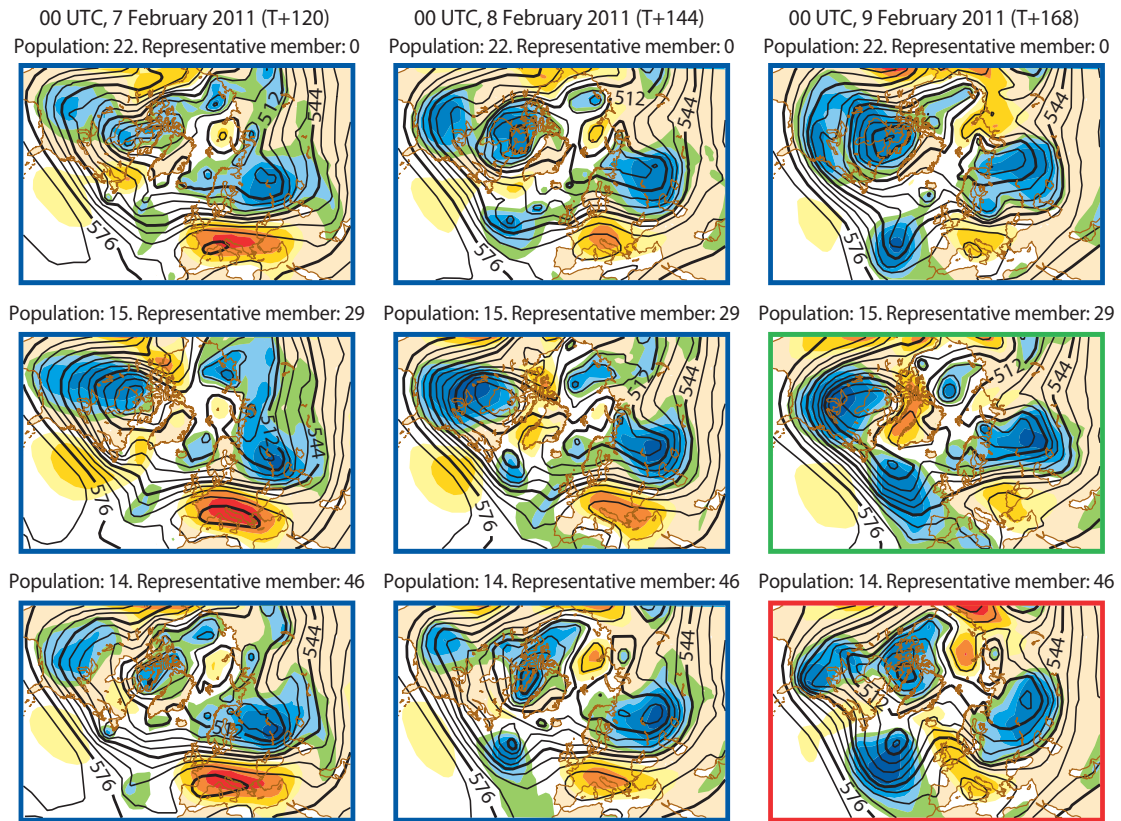 00 UTC, 7 February 2011 (T+120)
00 UTC, 8 February 2011 (T+144)
00 UTC, 9 February 2011 (T+168)
Population: 22. Representative member: 0
Population: 22. Representative member: 0
Population: 22. Representative member: 0
512
544
576
512
544
576
544
576
Population: 15. Representative member: 29
Population: 15. Representative member: 29
Population: 15. Representative member: 29
512
544
576
512
544
576
512
544
576
Population: 14. Representative member: 46
Population: 14. Representative member: 46
Population: 14. Representative member: 46
544
512
576
544
576
544
512
576